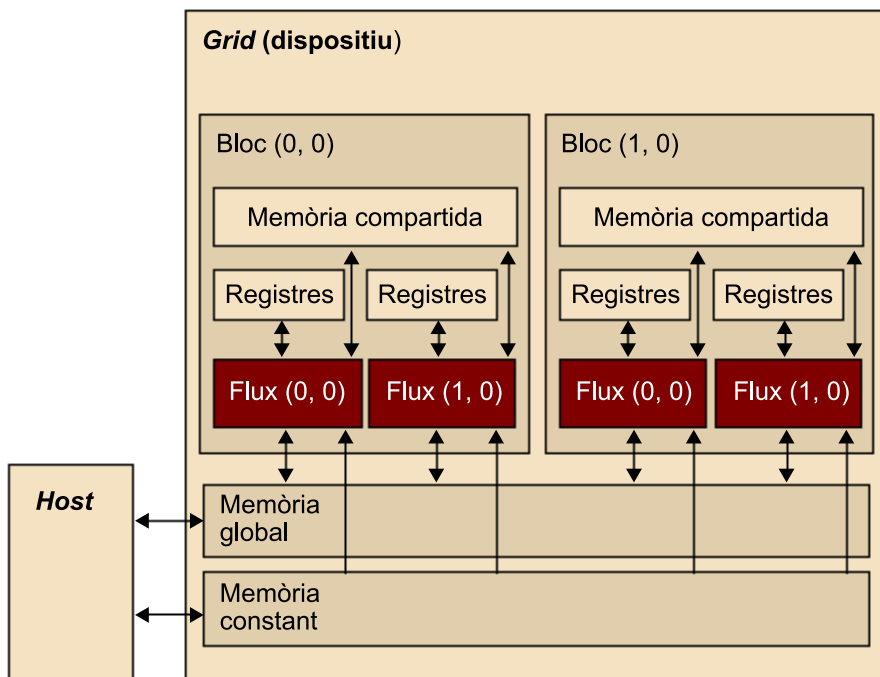 Grid (dispositiu)
Bloc (0, 0)
Memòria compartida
Registres
Registres
Flux (0, 0)
Flux (1, 0)
Bloc (1, 0)
Memòria compartida
Registres
Registres
Flux (0, 0)
Flux (1, 0)
Host
Memòria
global
Memòria
constant